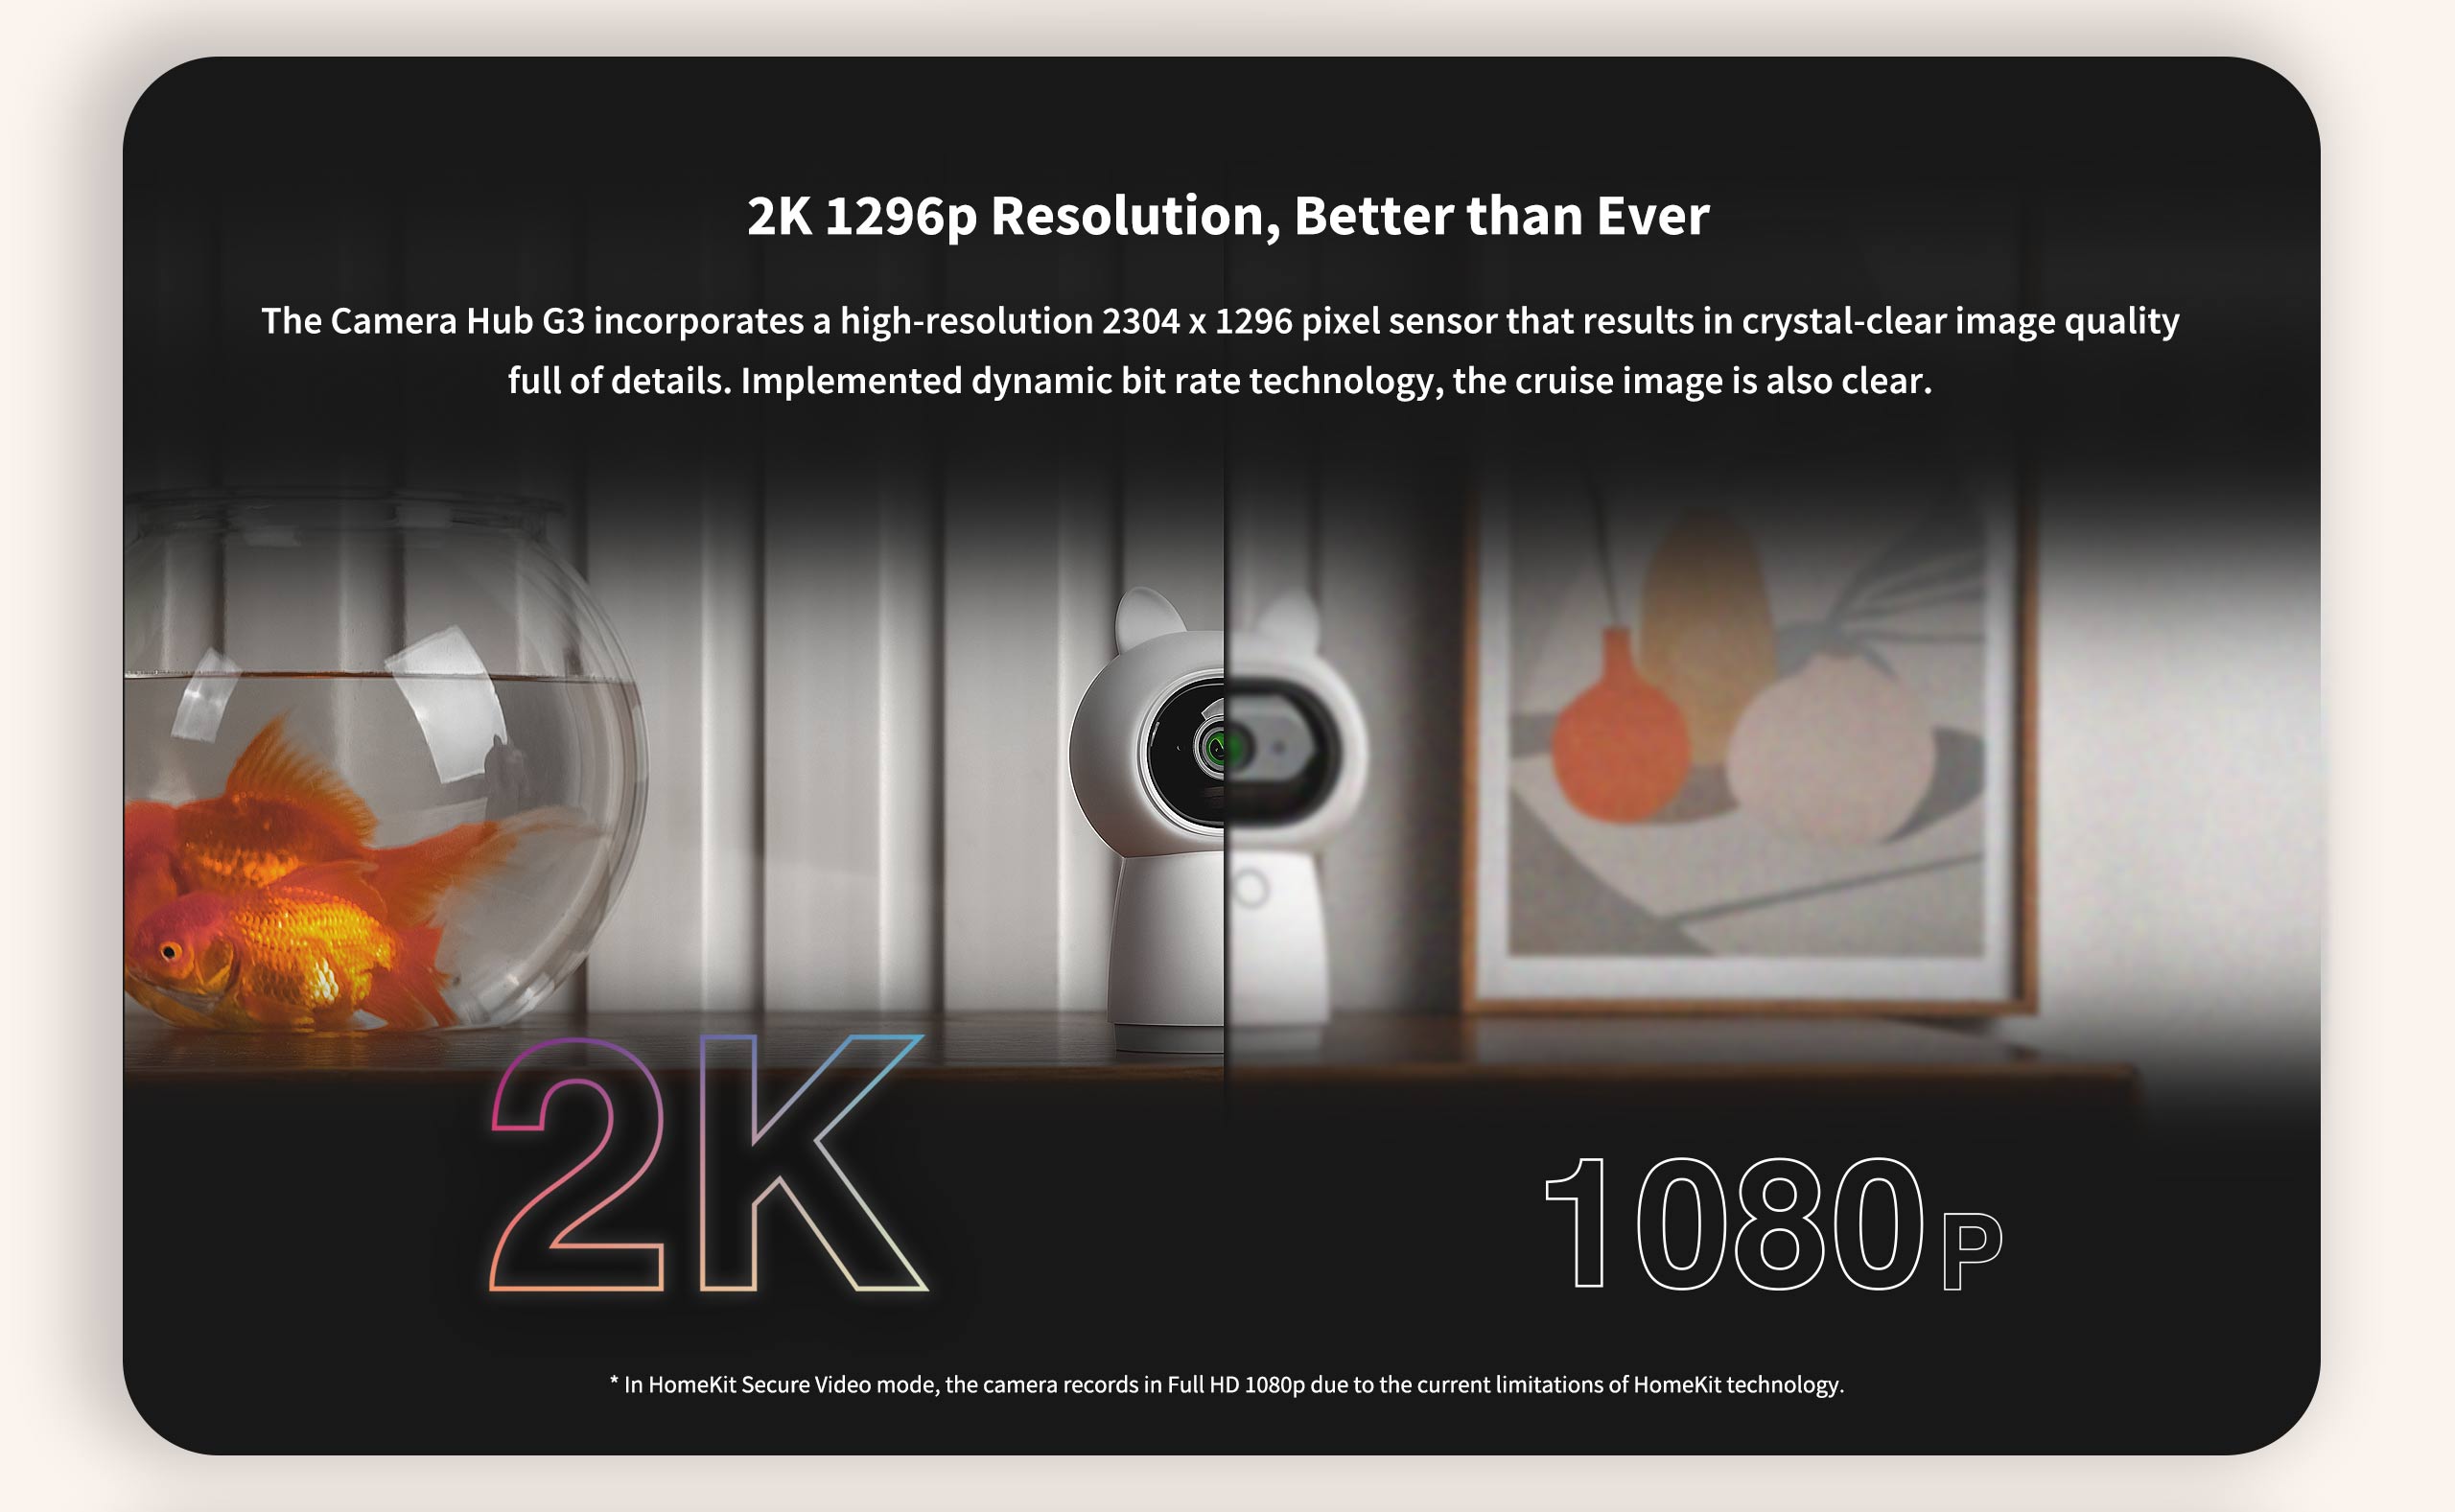 2K 1296p Resolution, Better than Ever
The Camera Hub G3 incorporates a high-resolution 2304 x 1296 pixel sensor that results in crystal-clear image quality
full of details. Implemented dynamic bit rate technology, the cruise image is also clear.
2K
1080P
* In HomeKit Secure Video mode, the camera records in Full HD 1080p due to the current limitations of HomeKit technology.